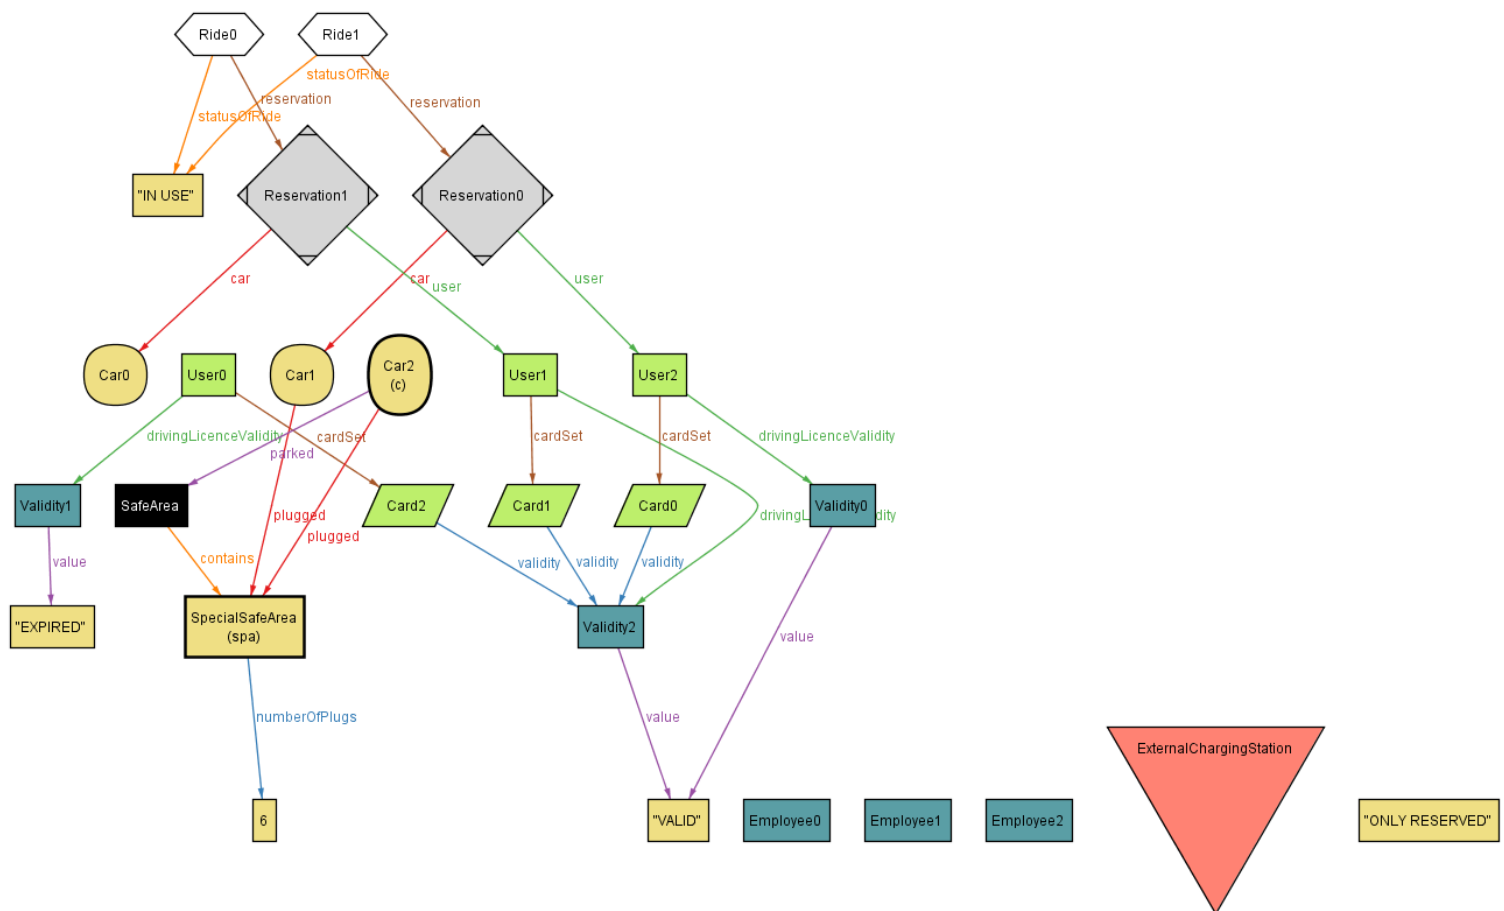 Ride0
Ride1
statusOfRide
reservation
reservation
statusOfRide
"IN USE"
Reservation1
Reservation0
car
car
user
user
Car0
User0
Car1
Car2
(c)
User1
User2
drivingLicenceValidity
cardSet
parked
cardSet
cardSet
drivingLicenceValidity
Validity1
SafeArea
plugged
plugged
Card2
Card1
Card0
drivingL
idity
Validity0
value
contains
validity
validity
validity
"EXPIRED"
SpecialSafeArea
(spa)
Validity2
value
numberOfPlugs
value
ExternalChargingStation
6
"VALID"
Employee0
Employee1
Employee2
"ONLY RESERVED"